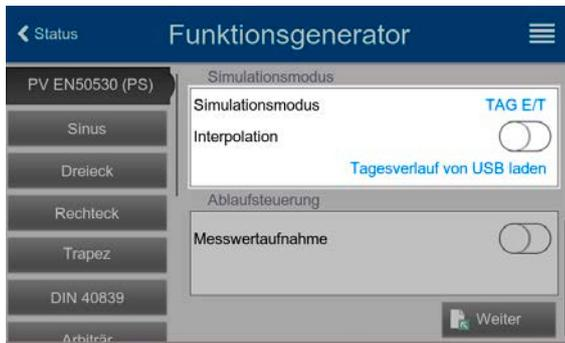 Status
Funktionsgenerator
PV EN50530 (PS)
Sinus
Dreieck
Rechteck
Trapez
DIN 40839
Arbiträr
Simulationsmodus
Simulationsmodus TAG E/T
Interpolation
Tagesverlauf von USB laden
Ablaufsteuerung
Messwertaufnahme
Weiter